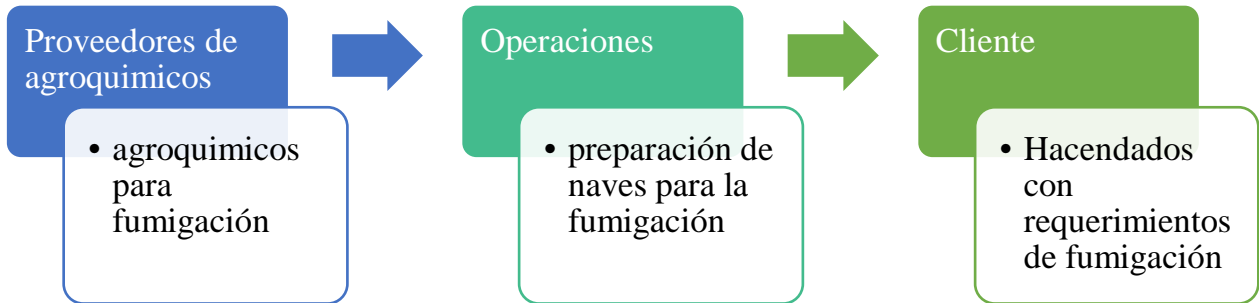 Proveedores de
agroquimicos
• agroquimicos
para
fumigación
Operaciones
• preparación de
naves para la
fumigación
Cliente
• Hacendados
con
requerimientos
de fumigación